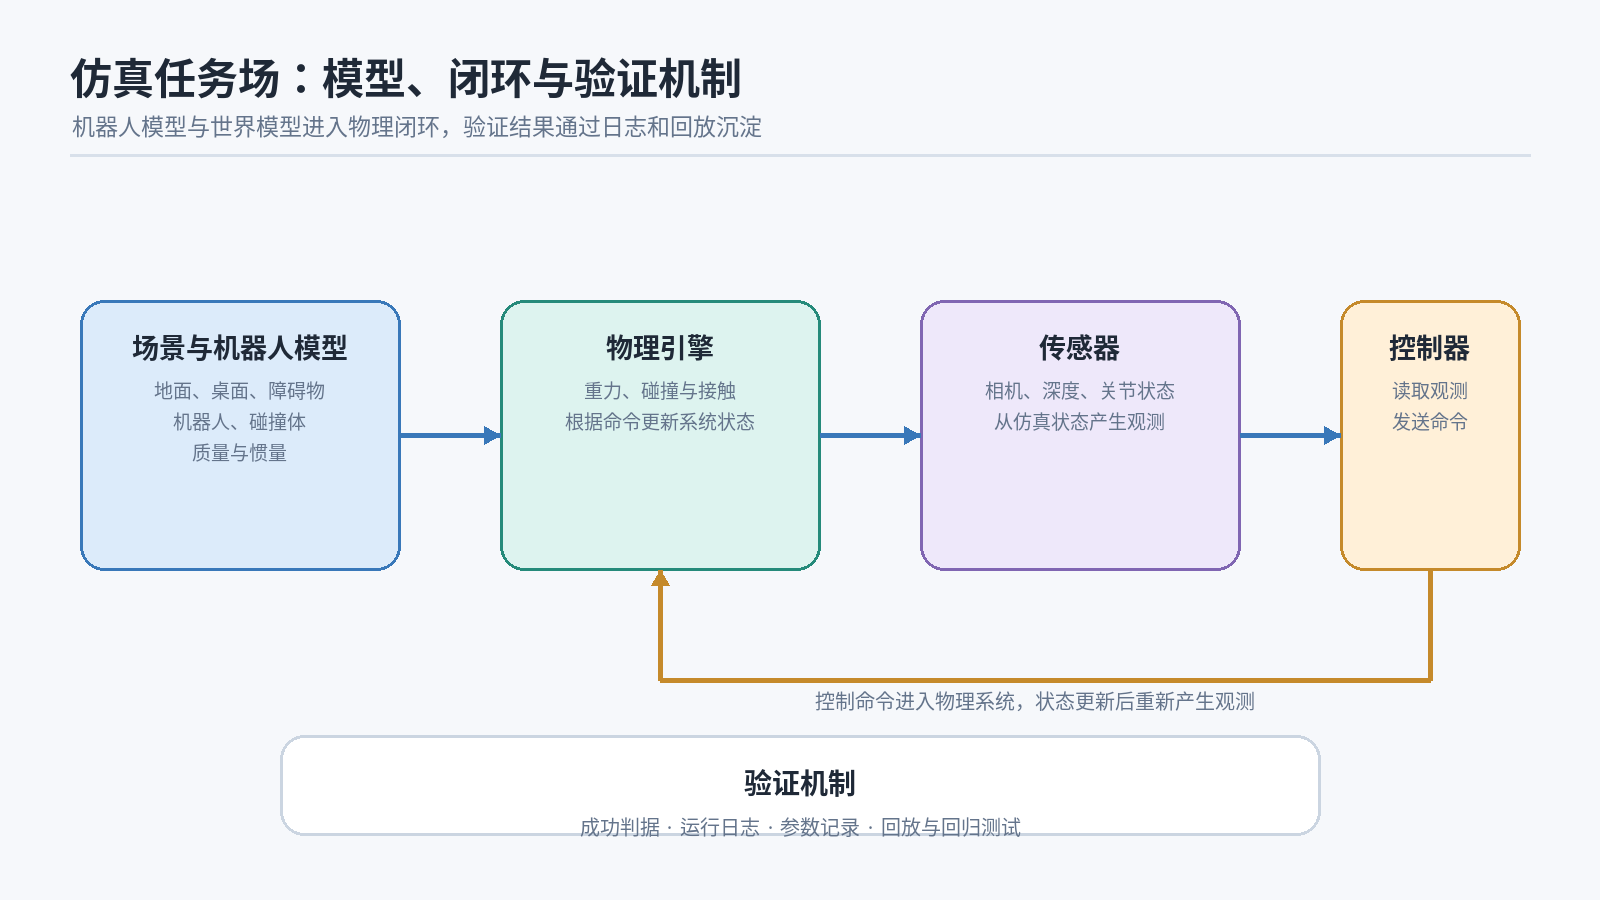 仿真任务场：模型、闭环与验证机制
机器人模型与世界模型进入物理闭环，验证结果通过日志和回放沉淀
场景与机器人模型
地面、桌面、障碍物
机器人、碰撞体
质量与惯量
物理引擎
重力、碰撞与接触
根据命令更新系统状态
传感器
相机、深度、关节状态
从仿真状态产生观测
控制器
读取观测
发送命令
控制命令进入物理系统，状态更新后重新产生观测
验证机制
成功判据 · 运行日志 · 参数记录 · 回放与回归测试